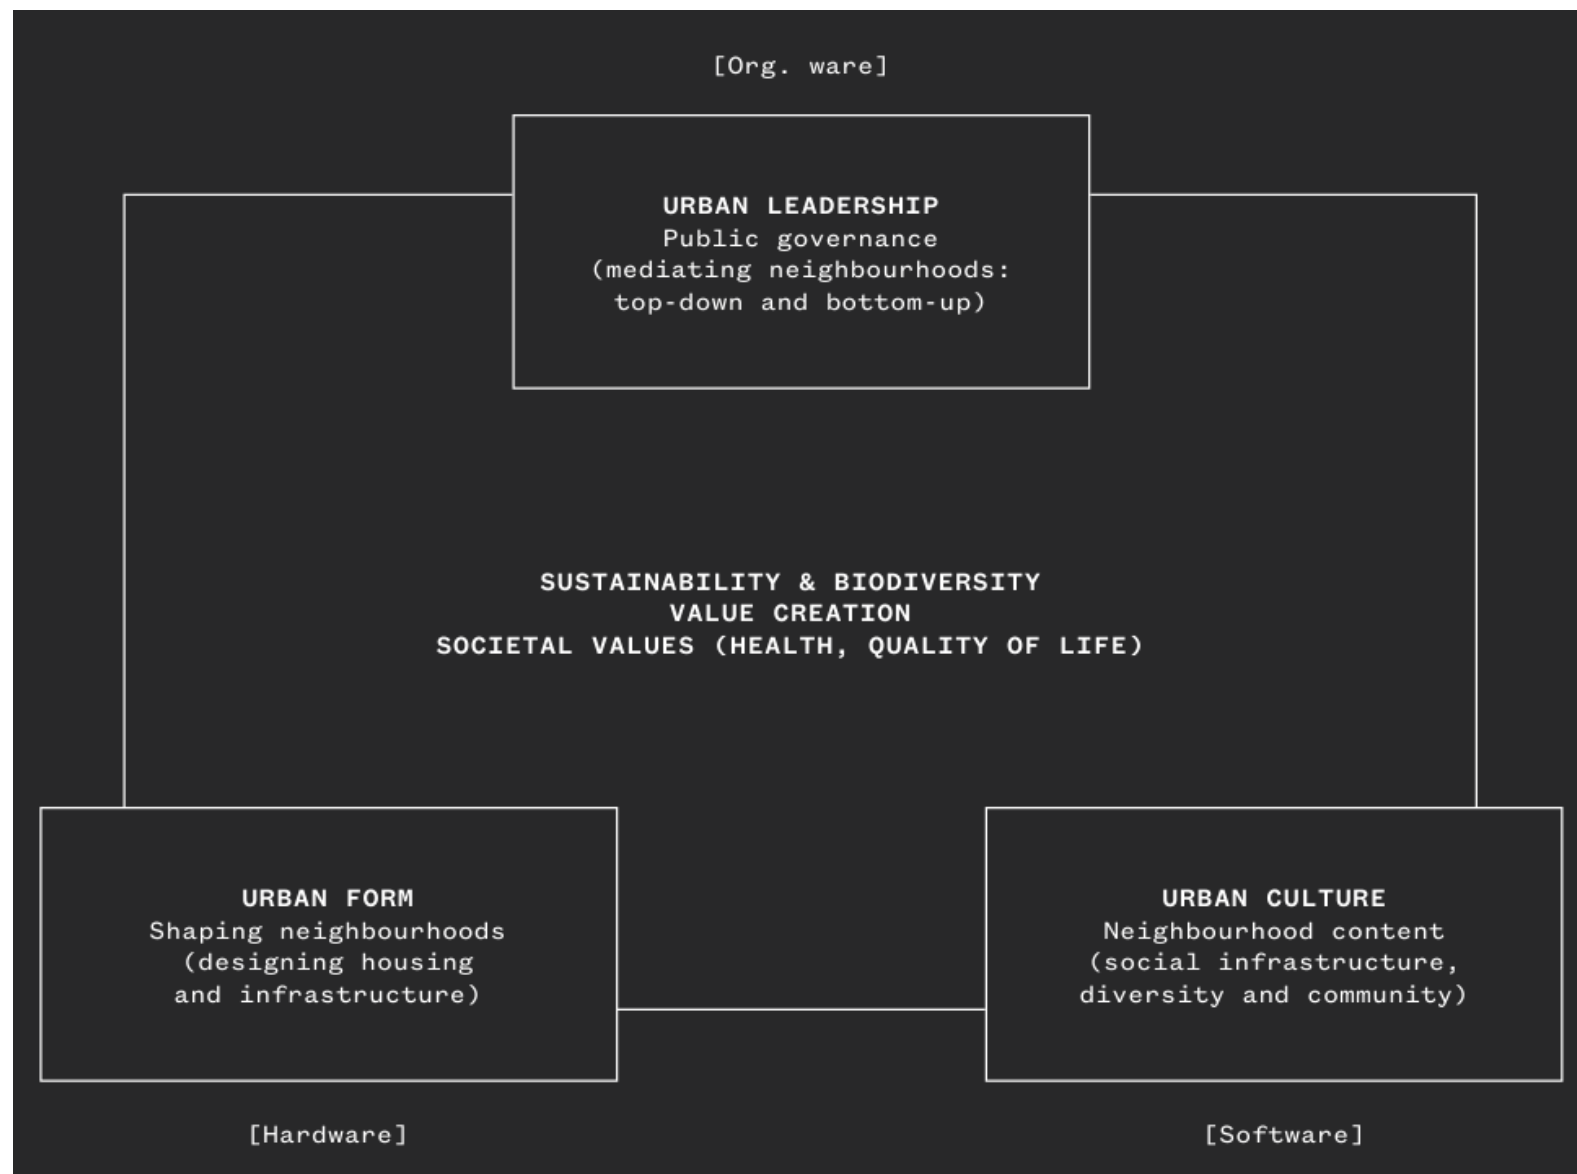 [Org. ware]
URBAN LEADERSHIP
Public governance
(mediating neighbourhoods:
top-down and bottom-up)
SUSTAINABILITY & BIODIVERSITY
VALUE CREATION
SOCIETAL VALUES (HEALTH, QUALITY OF LIFE)
URBAN FORM
Shaping neighbourhoods
(designing housing
and infrastructure)
[Hardware]
URBAN CULTURE
Neighbourhood content
(social infrastructure,
diversity and community)
[Software]